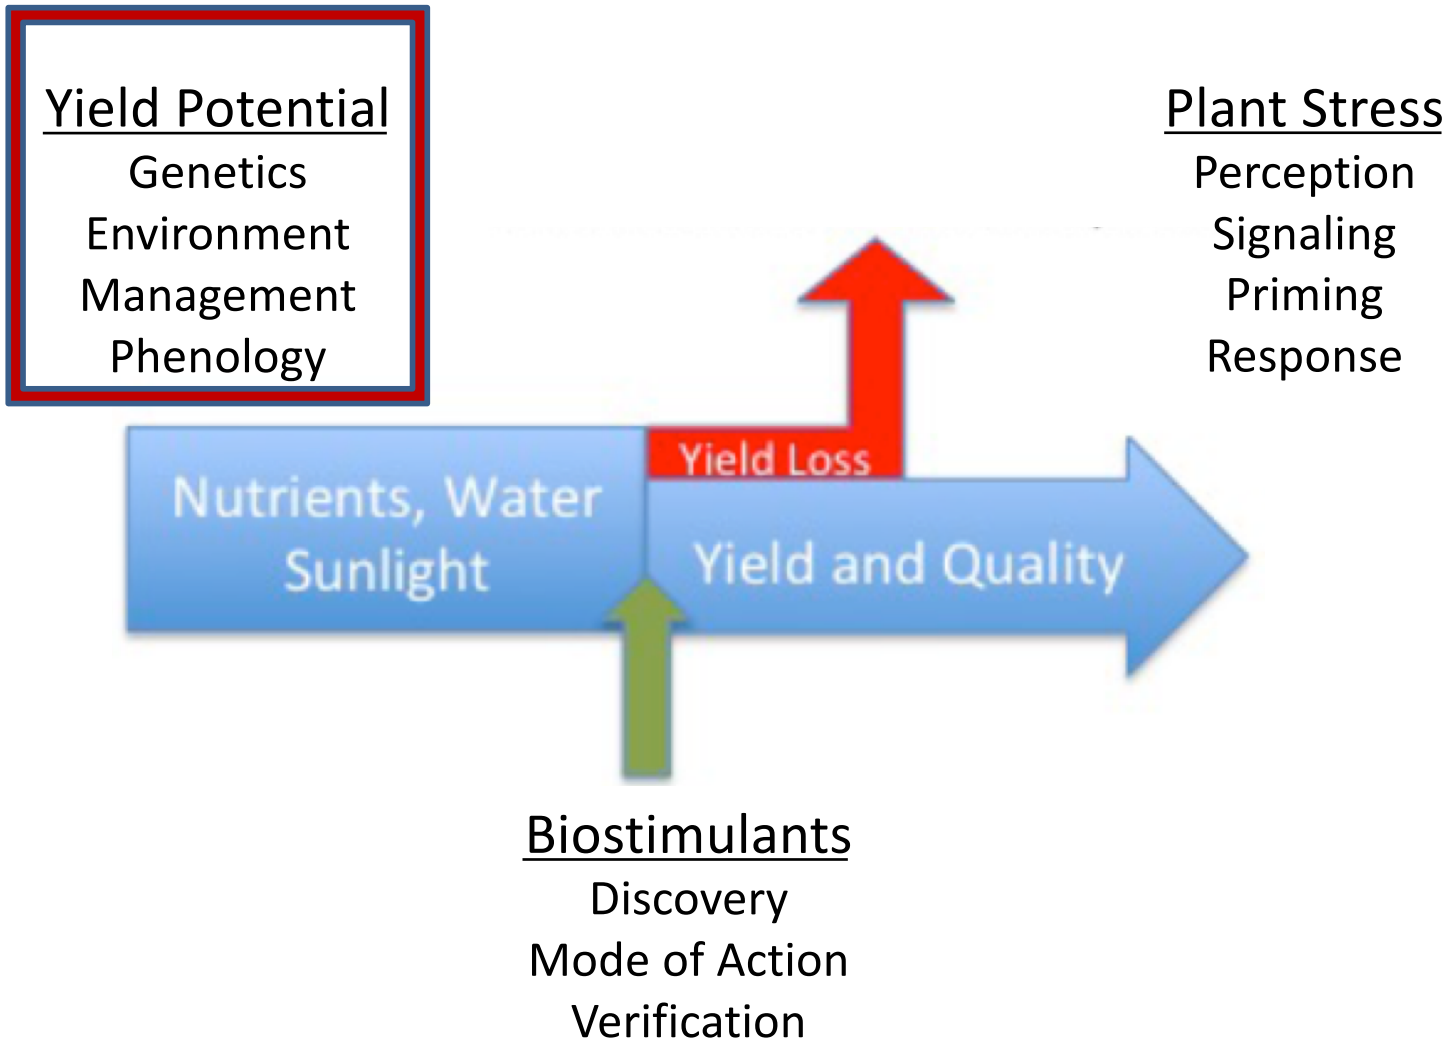 Yield Potential
Genetics
Environment
Management
Phenology
Plant Stress
Perception
Signaling
Priming
Response
Yield Loss
Nutrients, Water
Sunlight
Yield and Quality
Biostimulants
Discovery
Mode of Action
Verification